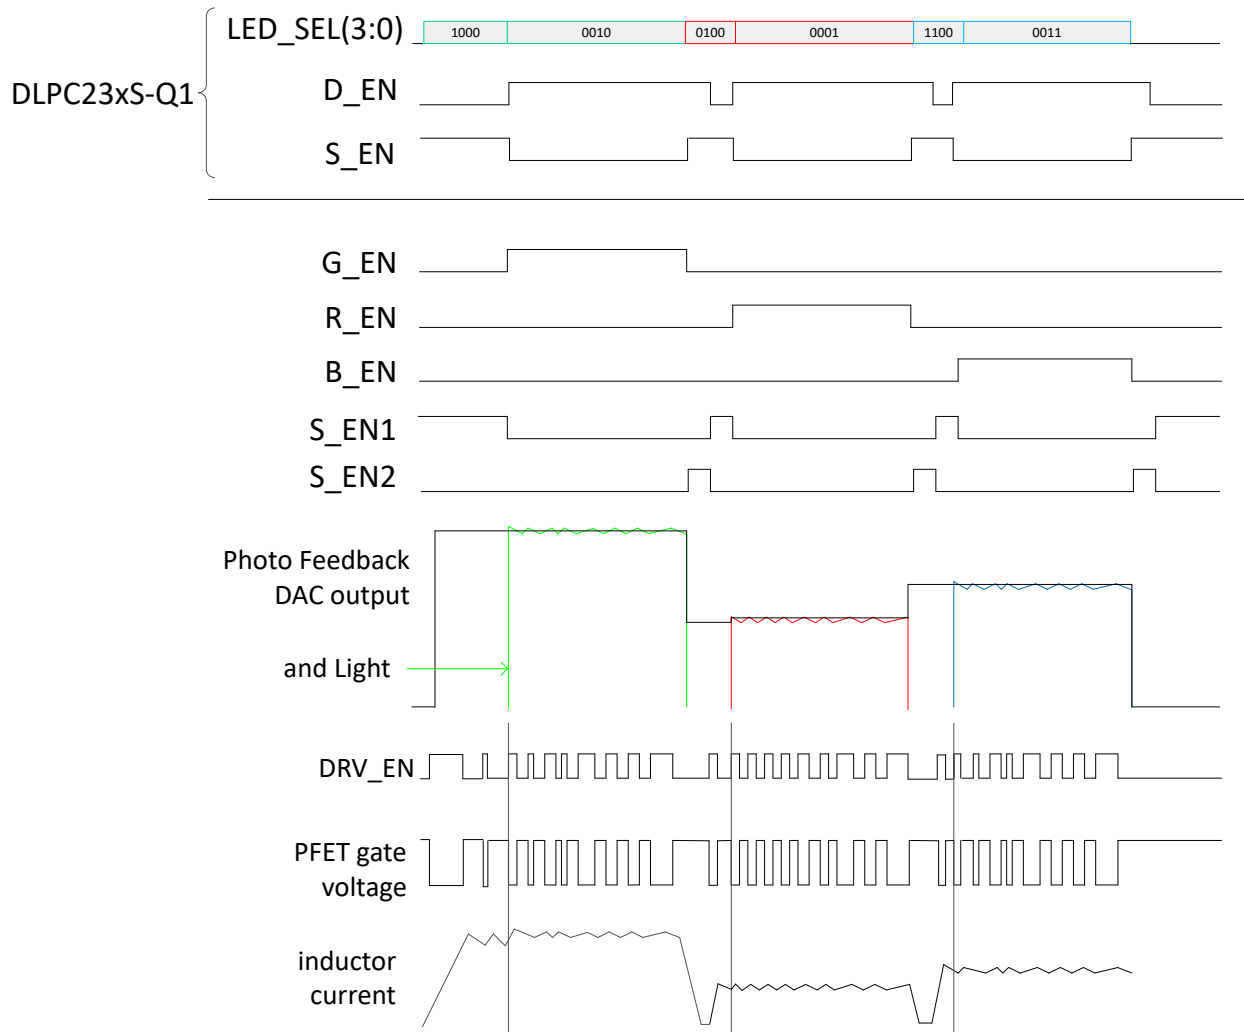 LED_SEL(3:0)
1000 0010 0100 0001 1100 0011
DLPC23xS-Q1
D_EN
S_EN
G_EN
R_EN
B_EN
S_EN1
S_EN2
Photo Feedback
DAC output
and Light
DRV_EN
PFET gate
voltage
inductor
current